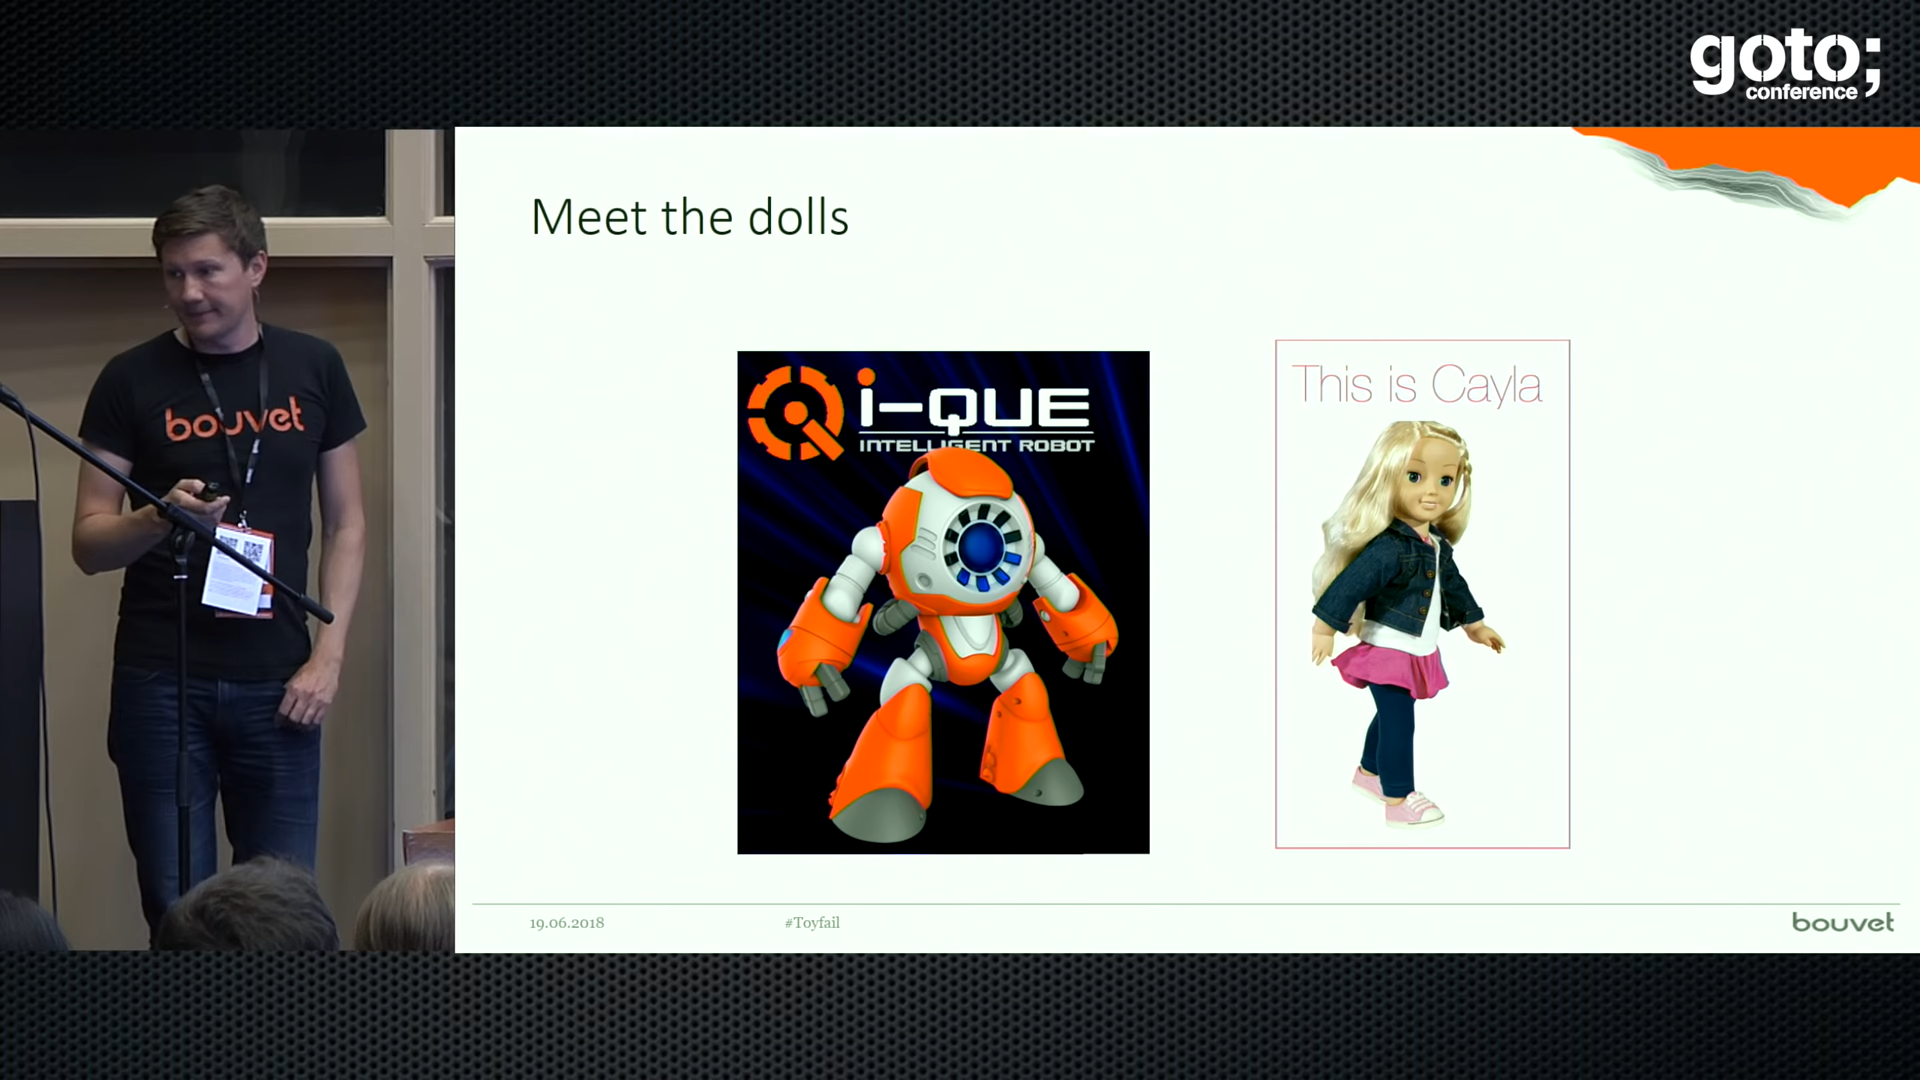 goto;
conference
Meet the dolls
i-QUE
INTELLIGENT ROBOT
This is Cayla
bouvet
19.06.2018
#Toyfail
bouvet